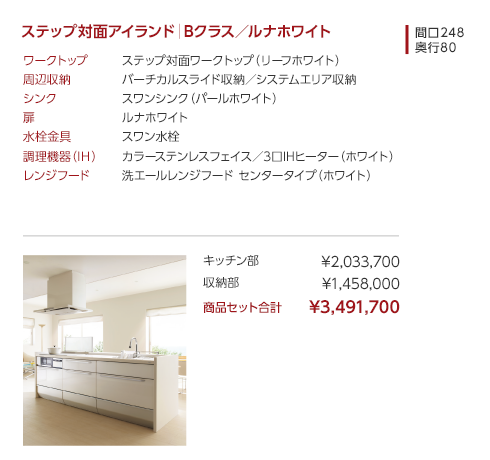 ステップ対面アイランド｜Bクラス／ルナホワイト
間口248
奥行80
ワークトップ ステップ対面ワークトップ（リーフホワイト）
周辺収納 バーチカルスライド収納／システムエリア収納
シンク スワンシンク（パールホワイト）
扉 ルナホワイト
水栓金具 スワン水栓
調理機器（IH） カラーステンレスフェイス／3口IHヒーター（ホワイト）
レンジフード 洗エールレンジフード センタータイプ（ホワイト）
キッチン部 ¥2,033,700
収納部 ¥1,458,000
商品セット合計 ¥3,491,700